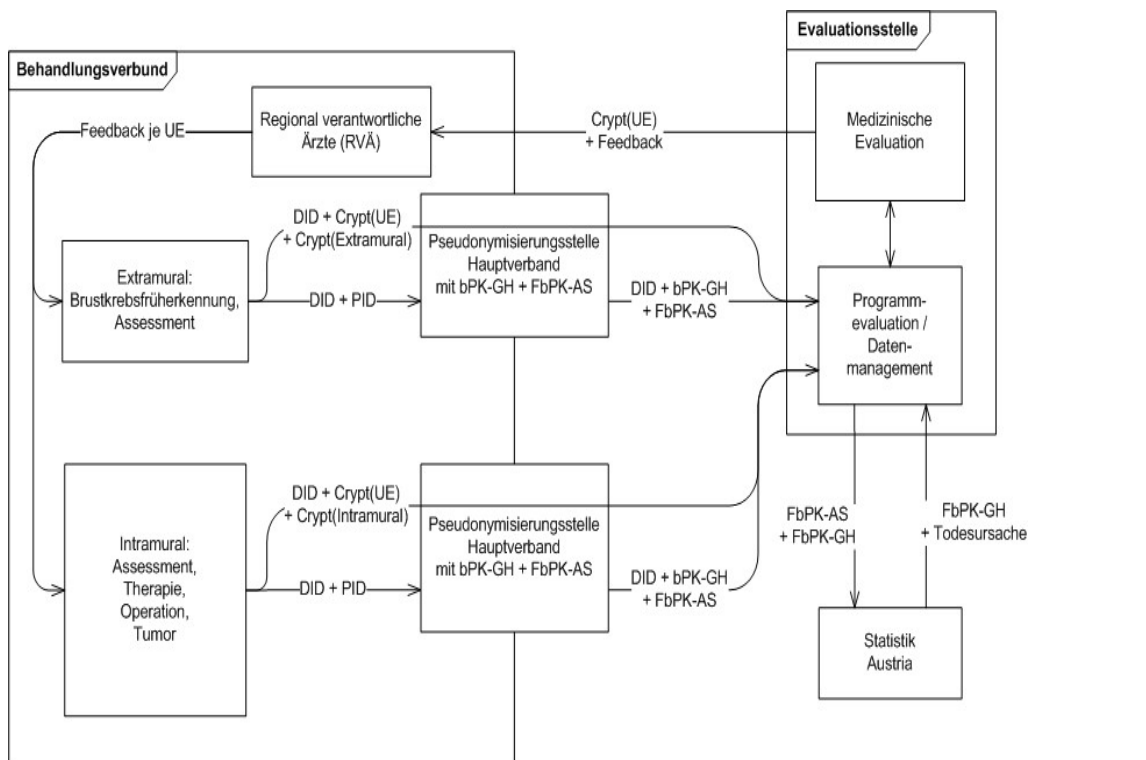 Evaluationsstelle
Behandlungsverbund
Feedback je UE
Regional verantwortliche
Ärzte (RVÄ)
Crypt(UE)
+ Feedback
Medizinische
Evaluation
DID + Crypt(UE)
+ Crypt(Extramural)
Pseudonymisierungsstelle
Hauptverband
mit bPK-GH + FbPK-AS
Extramural:
Brustkrebsfrüherkennung,
Assessment
DID + PID
DID + bPK-GH
+ FbPK-AS
Programm-
evaluation /
Daten-
management
DID + Crypt(UE)
+ Crypt(Intramural)
Pseudonymisierungsstelle
Hauptverband
mit bPK-GH + FbPK-AS
Intramural:
Assessment,
Therapie,
Operation,
Tumor
DID + PID
DID + bPK-GH
+ FbPK-AS
FbPK-AS
+ FbPK-GH
FbPK-GH
+ Todesursache
Statistik
Austria